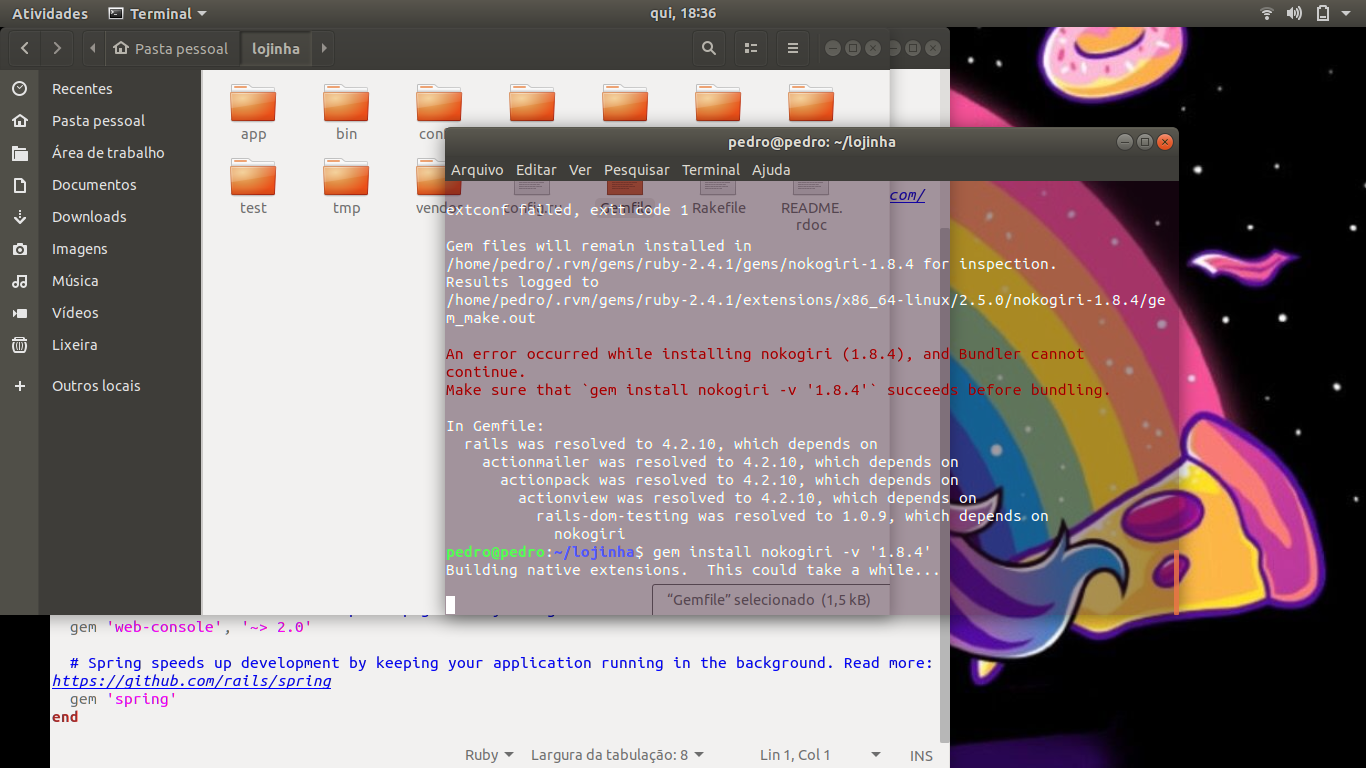 Atividades Terminal qui, 18:36
Pasta pessoal lojinha
Recentes
Pasta pessoal
Área de trabalho
Documentos
Downloads
Imagens
Música
Vídeos
Lixeira
Outros locais
app bin
test tmp
Rakefile README.
rdoc
pedro@pedro: ~/lojinha
Arquivo Editar Ver Pesquisar Terminal Ajuda
com/
extconf failed, exit code 1
Gem files will remain installed in
/home/pedro/.rvm/gems/ruby-2.4.1/gems/nokogiri-1.8.4 for inspection.
Results logged to
/home/pedro/.rvm/gems/ruby-2.4.1/extensions/x86_64-linux/2.5.0/nokogiri-1.8.4/ge
m_make.out
An error occurred while installing nokogiri (1.8.4), and Bundler cannot
continue.
Make sure that `gem install nokogiri -v '1.8.4'` succeeds before bundling.
In Gemfile:
rails was resolved to 4.2.10, which depends on
actionmailer was resolved to 4.2.10, which depends on
actionpack was resolved to 4.2.10, which depends on
actionview was resolved to 4.2.10, which depends on
rails-dom-testing was resolved to 1.0.9, which depends on
nokogiri
pedro@pedro:~/lojinha$ gem install nokogiri -v '1.8.4'
Building native extensions.  This could take a while...
“Gemfile” selecionado (1,5 kB)
gem 'web-console', '~> 2.0'
# Spring speeds up development by keeping your application running in the background. Read more:
https://github.com/rails/spring
gem 'spring'
end
Ruby Largura da tabulação: 8 Lin 1, Col 1 INS